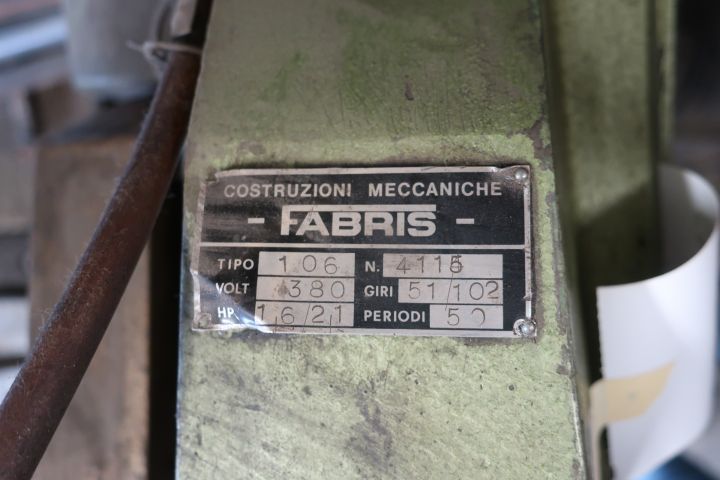 COSTRUZIONI MECCANICHE
- FABRIS -
TIPO 106 N. 4115
VOLT 380 GIRI 51/102
HP. 1,6/2,1 PERIODI 50